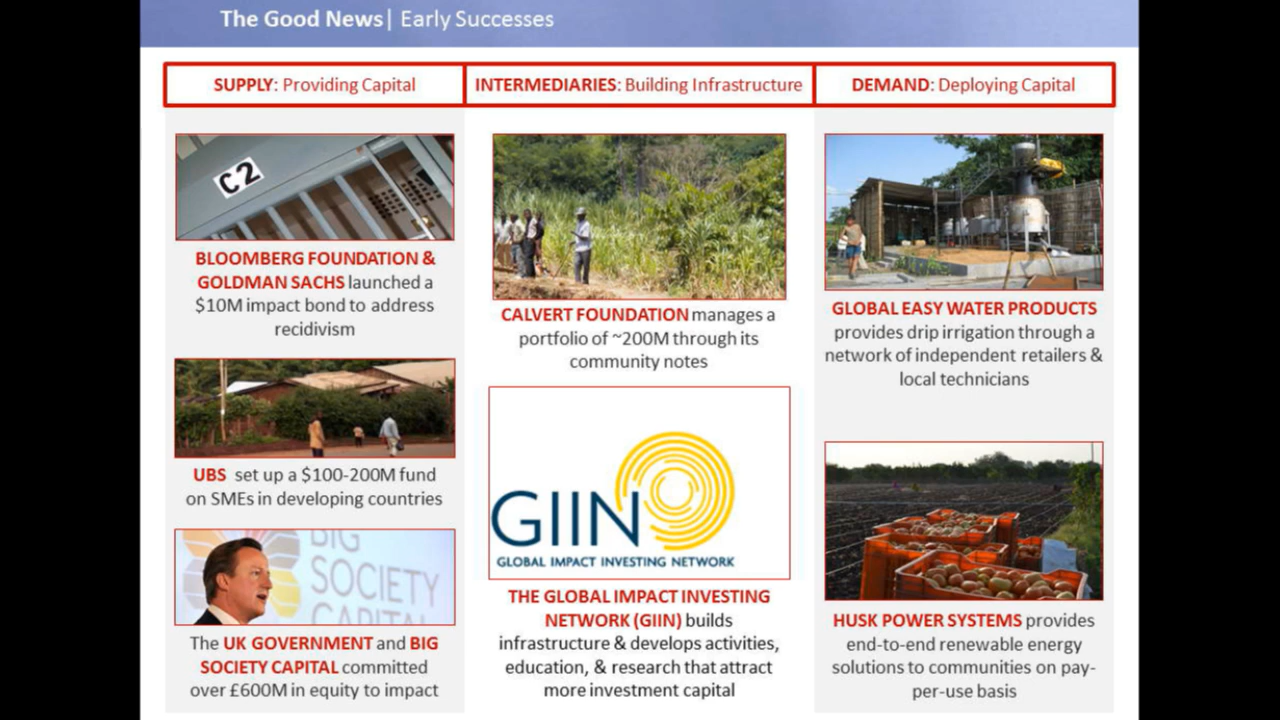 The Good News| Early Successes
SUPPLY: Providing Capital
INTERMEDIARIES: Building Infrastructure
DEMAND: Deploying Capital
C2
BLOOMBERG FOUNDATION &
GOLDMAN SACHS launched a
$10M impact bond to address
recidivism
UBS set up a $100-200M fund
on SMEs in developing countries
BIG
SOCIETY
CAPITAL
The UK GOVERNMENT and BIG
SOCIETY CAPITAL committed
over £600M in equity to impact
CALVERT FOUNDATION manages a
portfolio of ~200M through its
community notes
GIIN
GLOBAL IMPACT INVESTING NETWORK
THE GLOBAL IMPACT INVESTING
NETWORK (GIIN) builds
infrastructure & develops activities,
education, & research that attract
more investment capital
GLOBAL EASY WATER PRODUCTS
provides drip irrigation through a
network of independent retailers &
local technicians
HUSK POWER SYSTEMS provides
end-to-end renewable energy
solutions to communities on pay-
per-use basis